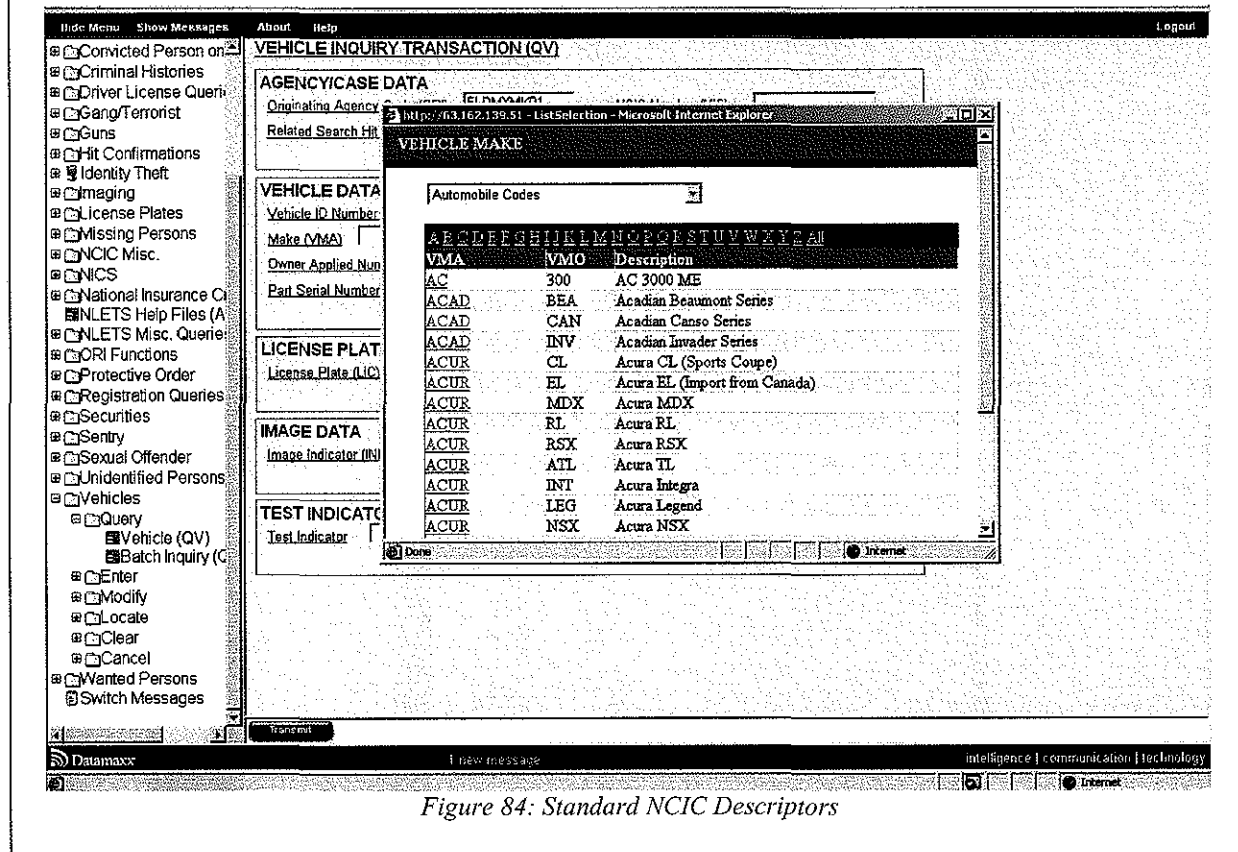 Hide Menu Show Messages About Help Logout
Convicted Person on
Criminal Histories
Driver License Queri
Gang/Terrorist
Guns
Hit Confirmations
Identity Theft
Imaging
License Plates
Missing Persons
NCIC Misc.
NICS
National Insurance Cr
NLETS Help Files (A
NLETS Misc. Querie
ORI Functions
Protective Order
Registration Queries
Securities
Sentry
Sexual Offender
Unidentified Persons
Vehicles
Query
Vehicle (QV)
Batch Inquiry (Q
Enter
Modify
Locate
Clear
Cancel
Wanted Persons
Switch Messages
VEHICLE INQUIRY TRANSACTION (QV)
AGENCY/CASE DATA
Originating Agency
Related Search Hit
VEHICLE DATA
Vehicle ID Number
Make (VMA)
Owner Applied Num
Part Serial Number
LICENSE PLAT
License Plate (LIC)
IMAGE DATA
Image Indicator (IN
TEST INDICATO
Test Indicator
http://63.162.139.51 - ListSelection - Microsoft Internet Explorer
VEHICLE MAKE
Automobile Codes
A B C D E F G H I J K L M N O P Q R S T U V W X Y Z All
VMA VMO Description
AC 300 AC 3000 ME
ACAD BEA Acadian Beaumont Series
ACAD CAN Acadian Canso Series
ACAD INV Acadian Invader Series
ACUR CL Acura CL (Sports Coupe)
ACUR EL Acura EL (Import from Canada)
ACUR MDX Acura MDX
ACUR RL Acura RL
ACUR RSX Acura RSX
ACUR ATL Acura TL
ACUR INT Acura Integra
ACUR LEG Acura Legend
ACUR NSX Acura NSX
Done Internet
Transmit
Datamaxx 1 new message intelligence | communication | technology
Internet
Figure 84: Standard NCIC Descriptors